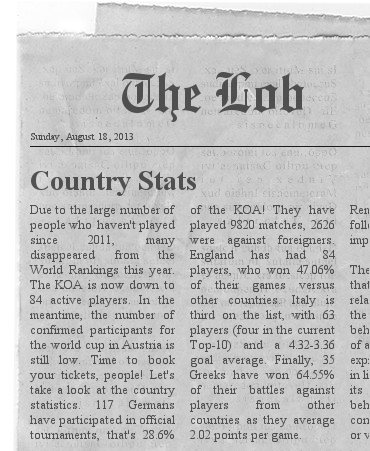 The Lob
Sunday, August 18, 2013
Country Stats
Due to the large number of
people who haven't played
since 2011, many
disappeared from the
World Rankings this year.
The KOA is now down to
84 active players. In the
meantime, the number of
confirmed participants for
the world cup in Austria is
still low. Time to book
your tickets, people! Let's
take a look at the country
statistics. 117 Germans
have participated in official
tournaments, that's 28.6%
of the KOA! They have
played 9820 matches, 2626
were against foreigners.
England has had 84
players, who won 47.06%
of their games versus
other countries. Italy is
third on the list, with 63
players (four in the current
Top-10) and a 4.32-3.36
goal average. Finally, 35
Greeks have won 64.55%
of their battles against
players from other
countries as they average
2.02 points per game.
The
that
the
of a
in li
its
or v